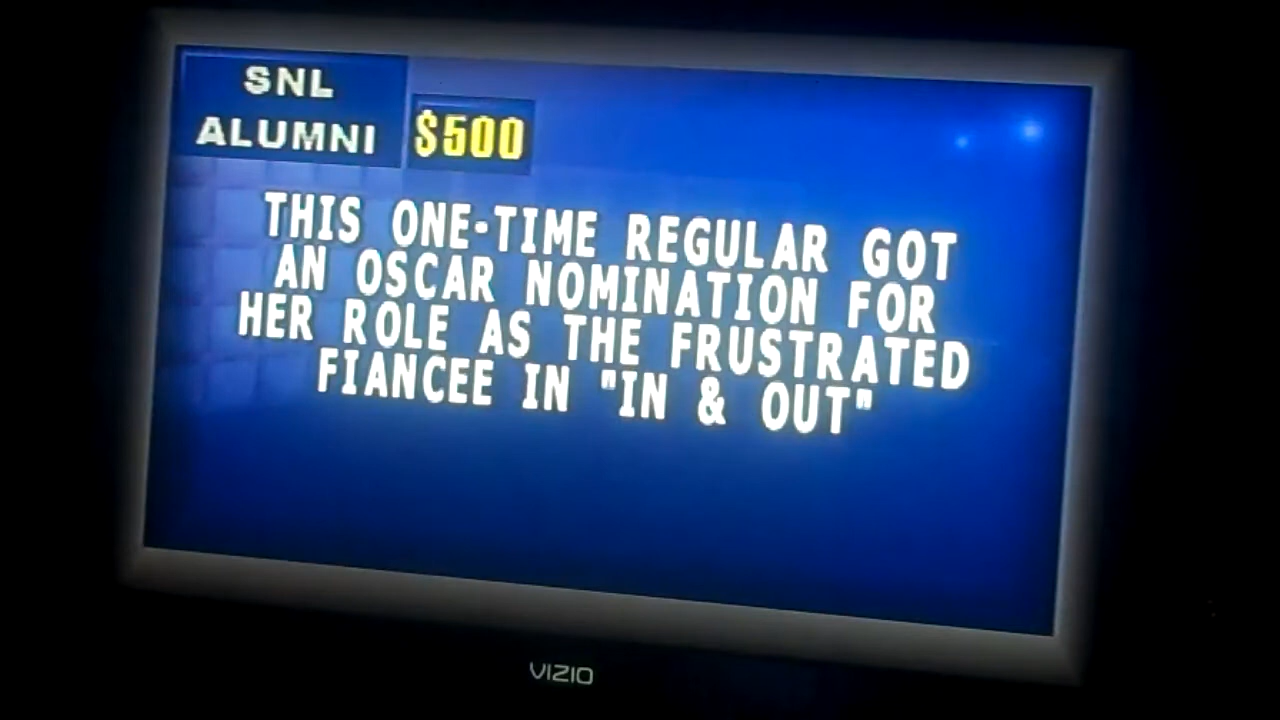 SNL
ALUMNI
$500
THIS ONE-TIME REGULAR GOT
AN OSCAR NOMINATION FOR
HER ROLE AS THE FRUSTRATED
FIANCEE IN "IN & OUT"
VIZIO